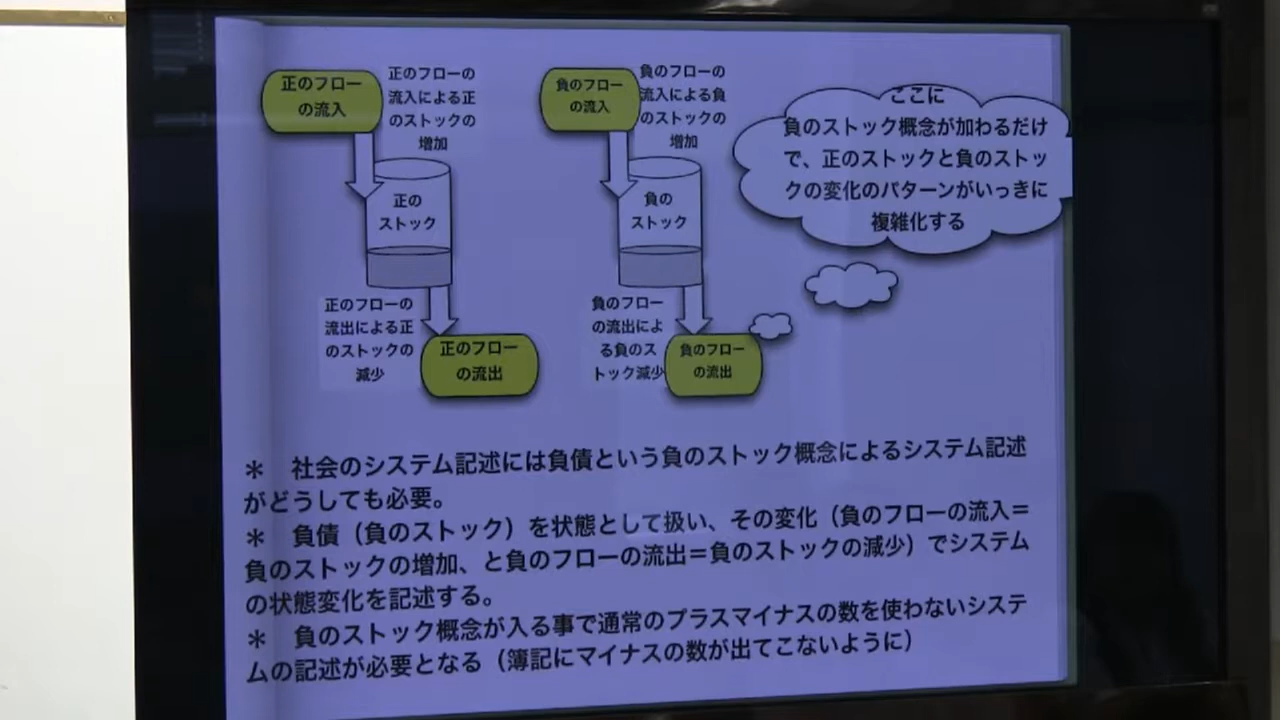 正のフロー
の流入
正のフローの
流入による正
のストックの
増加
正の
ストック
正のフローの
流出による正
のストックの
減少
正のフロー
の流出
負のフロー
の流入
負のフローの
流入による負
のストックの
増加
負の
ストック
負のフロー
の流出によ
る負のス
トック減少
負のフロー
の流出
ここに
負のストック概念が加わるだけ
で、正のストックと負のストッ
クの変化のパターンがいっきに
複雑化する
＊　社会のシステム記述には負債という負のストック概念によるシステム記述
がどうしても必要。
＊　負債（負のストック）を状態として扱い、その変化（負のフローの流入＝
負のストックの増加、と負のフローの流出＝負のストックの減少）でシステム
の状態変化を記述する。
＊　負のストック概念が入る事で通常のプラスマイナスの数を使わないシステ
ムの記述が必要となる（簿記にマイナスの数が出てこないように）